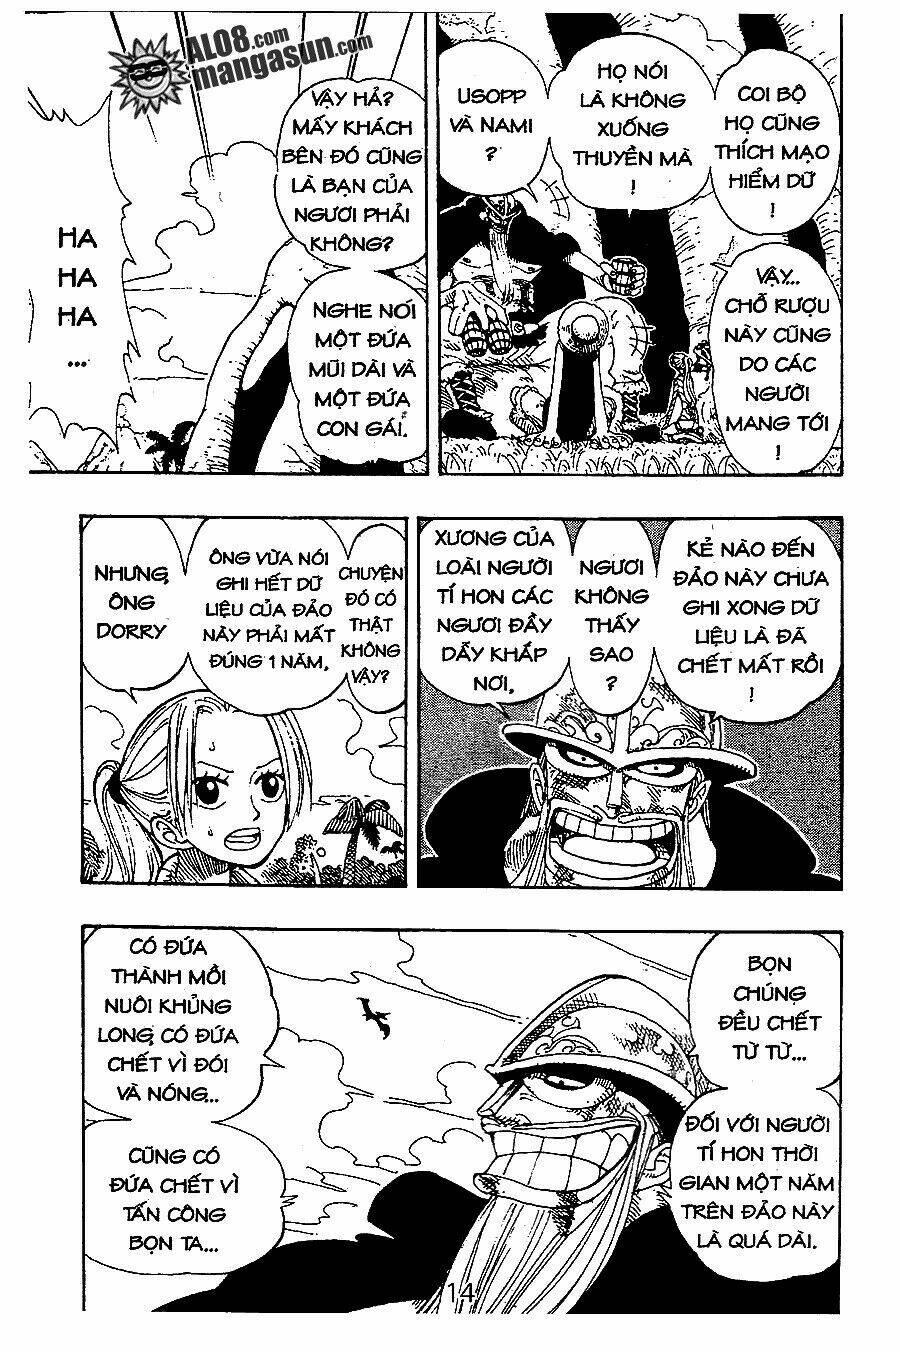 AL08.com
mangasun.com
COI BỘ
HỌ CŨNG
THÍCH MẠO
HIỂM DỮ
!
HỌ NÓI
LÀ KHÔNG
XUỐNG
THUYỀN MÀ
!
USOPP
VÀ NAMI
?
VẬY...
CHỖ RƯỢU
NÀY CŨNG
DO CÁC
NGƯỜI
MANG TỚI
!
VẬY HẢ?
MẤY KHÁCH
BÊN ĐÓ CŨNG
LÀ BẠN CỦA
NGƯƠI PHẢI
KHÔNG?
NGHE NÓI
MỘT ĐỨA
MŨI DÀI VÀ
MỘT ĐỨA
CON GÁI.
HA
HA
HA
...
KẺ NÀO ĐẾN
ĐẢO NÀY CHƯA
GHI XONG DỮ
LIỆU LÀ ĐÃ
CHẾT MẤT RỒI
!
NGƯƠI
KHÔNG
THẤY
SAO
?
XƯƠNG CỦA
LOÀI NGƯỜI
TÍ HON CÁC
NGƯƠI ĐẦY
DẪY KHẮP
NƠI.
CHUYỆN
ĐÓ CÓ
THẬT
KHÔNG
VẬY?
ÔNG VỪA NÓI
GHI HẾT DỮ
LIỆU CỦA ĐẢO
NÀY PHẢI MẤT
ĐÚNG 1 NĂM.
NHƯNG,
ÔNG
DORRY
BỌN
CHÚNG
ĐỀU CHẾT
TỪ TỪ...
ĐỐI VỚI NGƯỜI
TÍ HON THỜI
GIAN MỘT NĂM
TRÊN ĐẢO NÀY
LÀ QUÁ DÀI.
CÓ ĐỨA
THÀNH MỒI
NUÔI KHỦNG
LONG, CÓ ĐỨA
CHẾT VÌ ĐÓI
VÀ NÓNG...
CŨNG CÓ
ĐỨA CHẾT VÌ
TẤN CÔNG
BỌN TA...
14